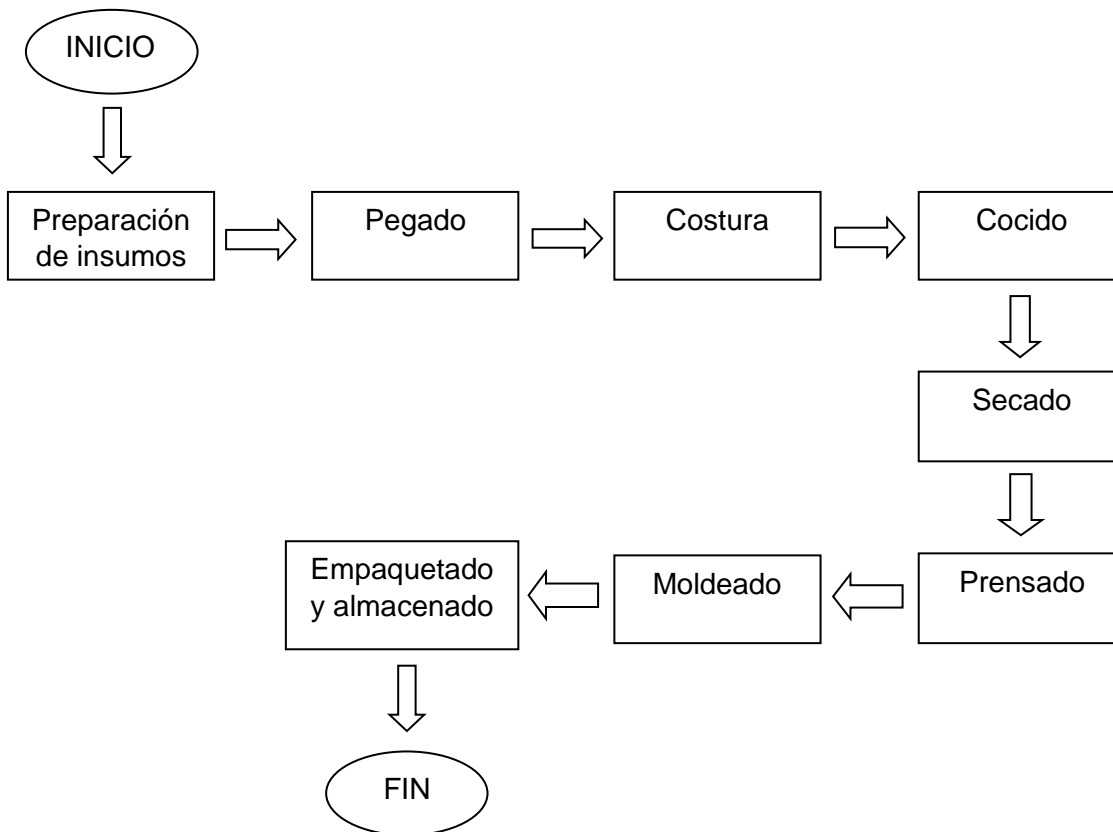 INICIO
Preparación
de insumos
Pegado
Costura
Cocido
Secado
Prensado
Moldeado
Empaquetado
y almacenado
FIN